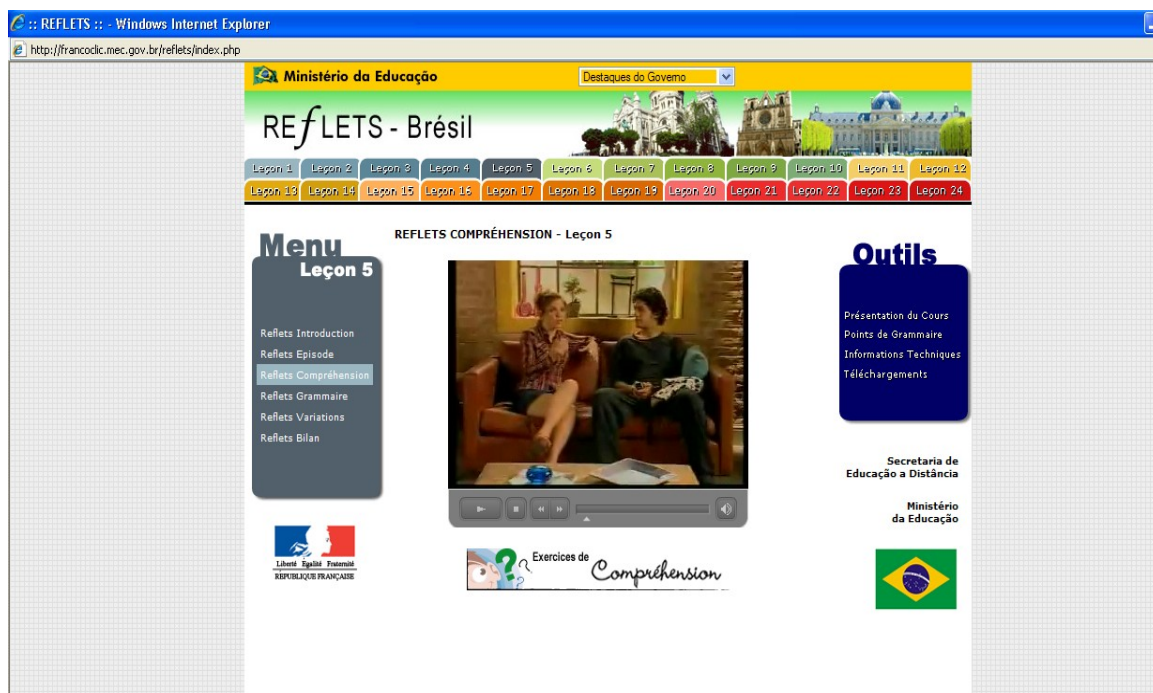 :: REFLETS :: - Windows Internet Explorer
http://francoclic.mec.gov.br/reflets/index.php
Ministério da Educação
Destaques do Governo
REfLETS - Brésil
Leçon 1 Leçon 2 Leçon 3 Leçon 4 Leçon 5 Leçon 6 Leçon 7 Leçon 8 Leçon 9 Leçon 10 Leçon 11 Leçon 12
Leçon 13 Leçon 14 Leçon 15 Leçon 16 Leçon 17 Leçon 18 Leçon 19 Leçon 20 Leçon 21 Leçon 22 Leçon 23 Leçon 24
Menu
Leçon 5
Reflets Introduction
Reflets Episode
Reflets Compréhension
Reflets Grammaire
Reflets Variations
Reflets Bilan
Liberté Égalité Fraternité
RÉPUBLIQUE FRANÇAISE
REFLETS COMPRÉHENSION - Leçon 5
Exercices de
Compréhension
Outils
Présentation du Cours
Points de Grammaire
Informations Techniques
Téléchargements
Secretaria de
Educação a Distância
Ministério
da Educação